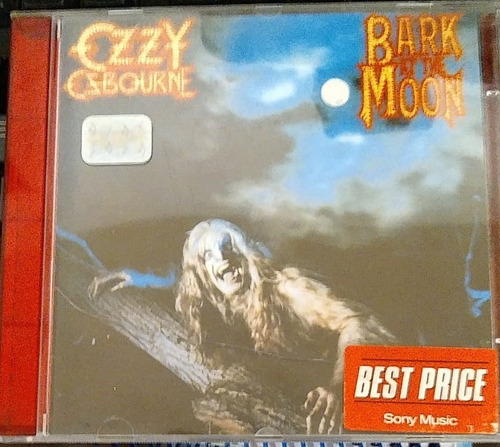 OZZY
OSBOURNE
BARK
AT THE
MOON
BEST PRICE
Sony Music